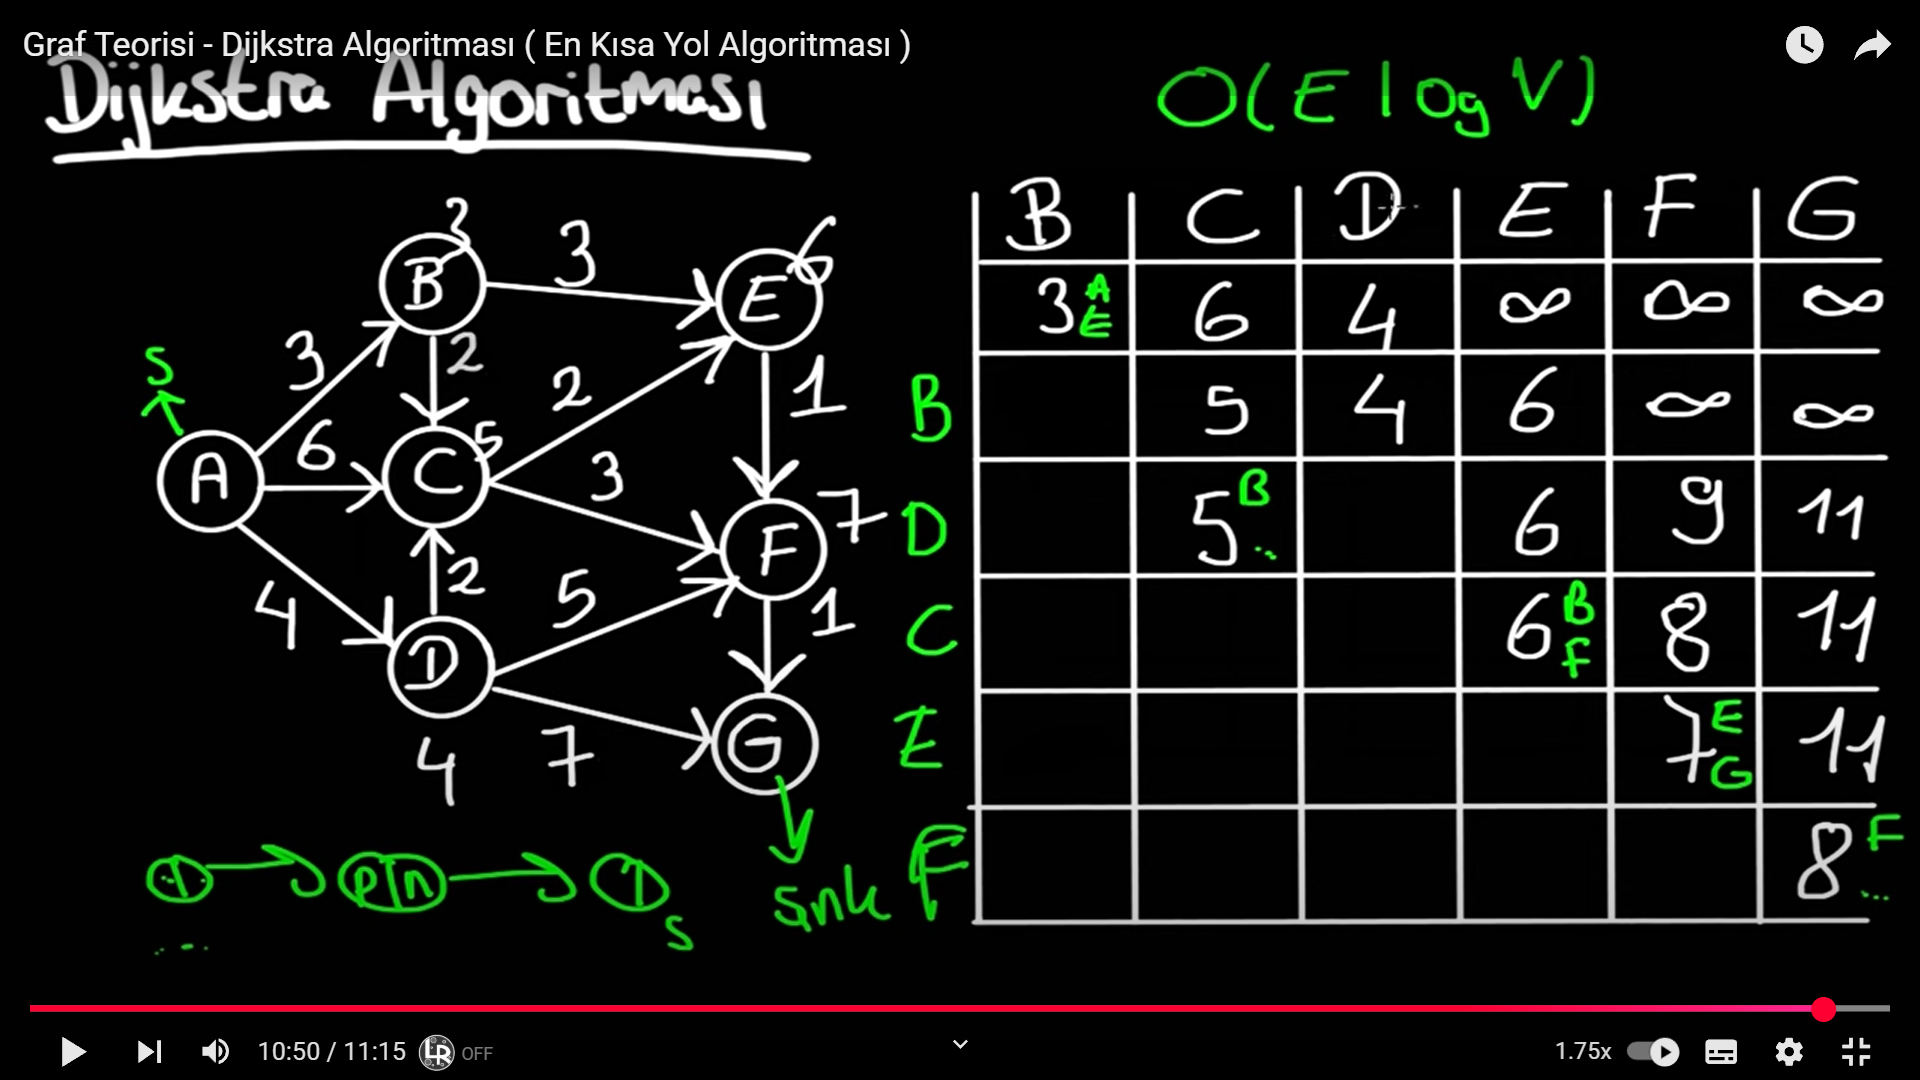 Graf Teorisi - Dijkstra Algoritması ( En Kısa Yol Algoritması )
Dijkstra Algoritması
O(E log V)
B C D E F G
3 A E 6 4 ∞ ∞ ∞
B 5 4 6 ∞ ∞
D 5 B .. 6 9 11
C 6 B F 8 11
E 7 E G 11
F 8 F ...
S
A
3
6
4
B
3
3
2
C
5
2
3
2
D
4
5
7
E
6
1
F
7
1
G
snk
S
10:50 / 11:15
OFF
1.75x